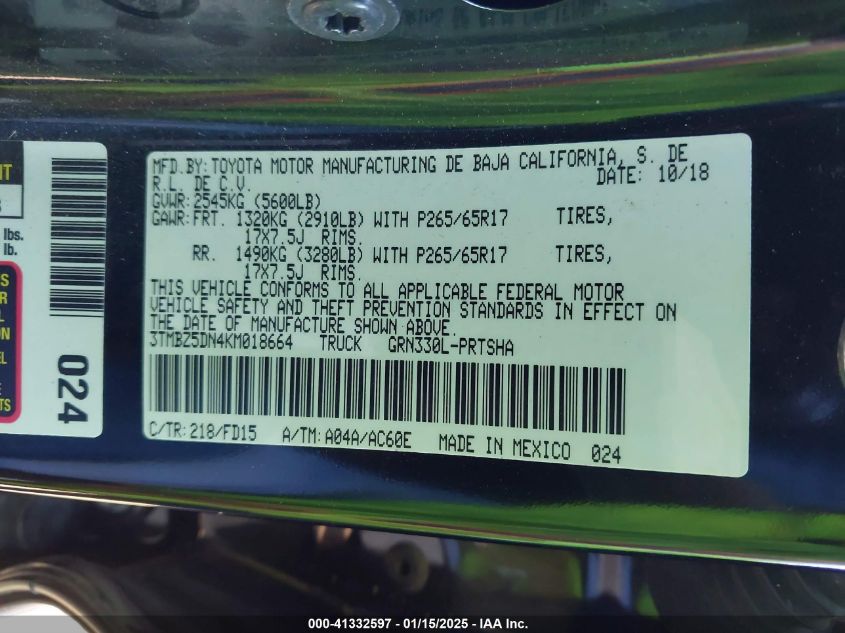 MFD.BY:TOYOTA MOTOR MANUFACTURING DE BAJA CALIFORNIA, S. DE
R.L. DE C.V. DATE: 10/18
GVWR:2545KG (5600LB)
GAWR:FRT. 1320KG (2910LB) WITH P265/65R17 TIRES,
17X7.5J RIMS.
RR. 1490KG (3280LB) WITH P265/65R17 TIRES,
17X7.5J RIMS.
THIS VEHICLE CONFORMS TO ALL APPLICABLE FEDERAL MOTOR
VEHICLE SAFETY AND THEFT PREVENTION STANDARDS IN EFFECT ON
THE DATE OF MANUFACTURE SHOWN ABOVE.
3TMBZ5DN4KM018664 TRUCK GRN330L-PRTSHA
C/TR:218/FD15 A/TM:A04A/AC60E MADE IN MEXICO 024
lbs.
lb.
024
000-41332597 - 01/15/2025 - IAA Inc.